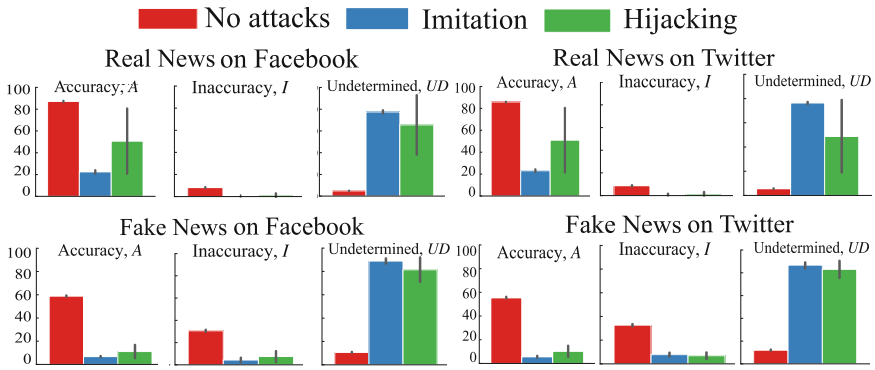 No attacks Imitation Hijacking
Real News on Facebook Real News on Twitter
Accuracy, A Inaccuracy, I Undetermined, UD Accuracy, A Inaccuracy, I Undetermined, UD
100 100
80 80
60 60
40 40
20 20
0 0
Fake News on Facebook Fake News on Twitter
Accuracy, A Inaccuracy, I Undetermined, UD Accuracy, A Inaccuracy, I Undetermined, UD
100 100
80 80
60 60
40 40
20 20
0 0